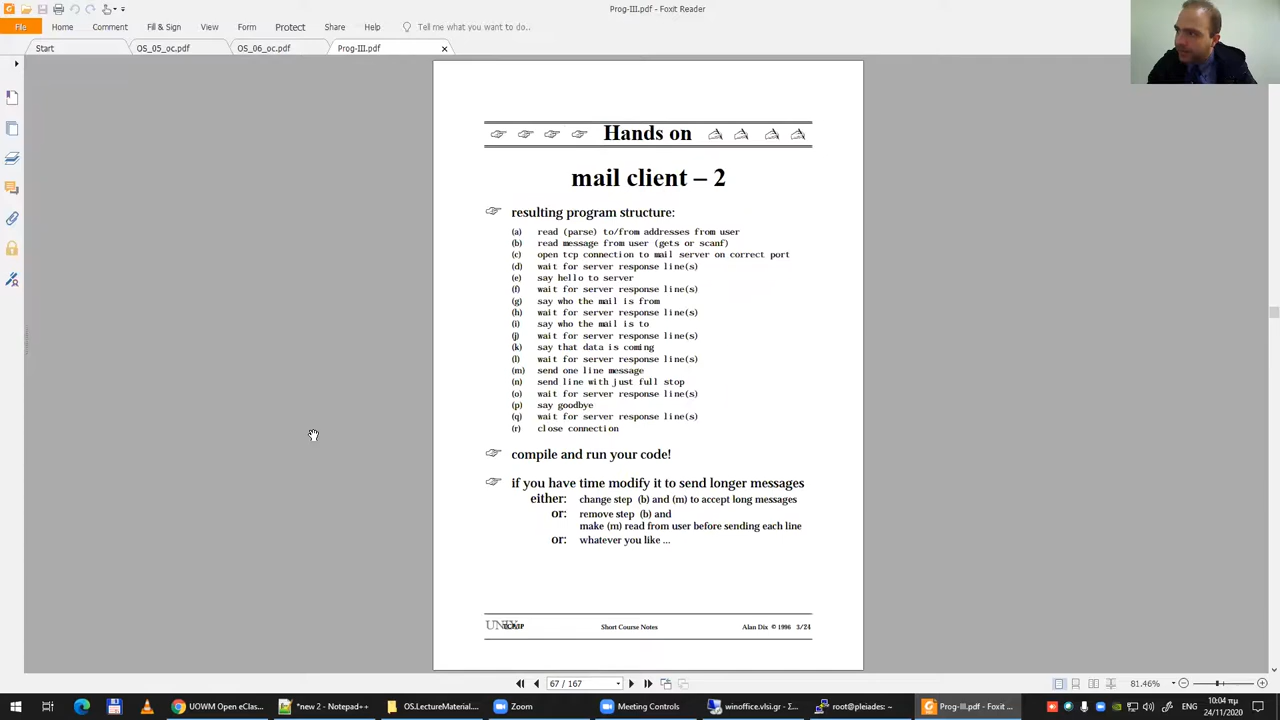 Prog-III.pdf - Foxit Reader
File Home Comment Fill & Sign View Form Protect Share Help Tell me what you want to do..
Start OS_05_oc.pdf OS_06_oc.pdf Prog-III.pdf
Hands on
mail client – 2
resulting program structure:
(a) read (parse) to/from addresses from user
(b) read message from user (gets or scanf)
(c) open tcp connection to mail server on correct port
(d) wait for server response line(s)
(e) say hello to server
(f) wait for server response line(s)
(g) say who the mail is from
(h) wait for server response line(s)
(i) say who the mail is to
(j) wait for server response line(s)
(k) say that data is coming
(l) wait for server response line(s)
(m) send one line message
(n) send line with just full stop
(o) wait for server response line(s)
(p) say goodbye
(q) wait for server response line(s)
(r) close connection
compile and run your code!
if you have time modify it to send longer messages
either: change step (b) and (m) to accept long messages
or: remove step (b) and
make (m) read from user before sending each line
or: whatever you like ...
UNIX TCP/IP Short Course Notes Alan Dix © 1996 3/24
67 / 167 81.46%
UOWM Open eClas... *new 2 - Notepad++ OS.LectureMaterial... Zoom Meeting Controls winoffice.vlsi.gr - Σ... root@pleiades: ~ Prog-III.pdf - Foxit ... 10:04 πμ
24/11/2020